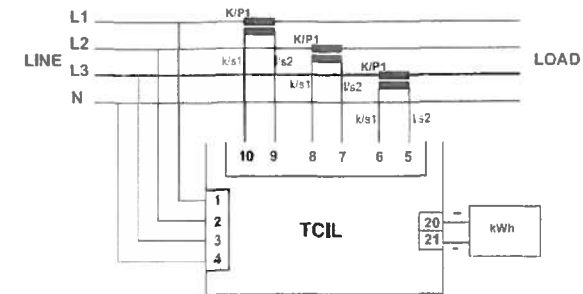 L1
K/P1
L2
K/P1
LINE
k/s1
l/s2
LOAD
L3
K/P1
k/s1
l/s2
N
k/s1
l/s2
10 9 8 7 6 5
1
2
TCIL
20
–
kWh
3
21
–
4